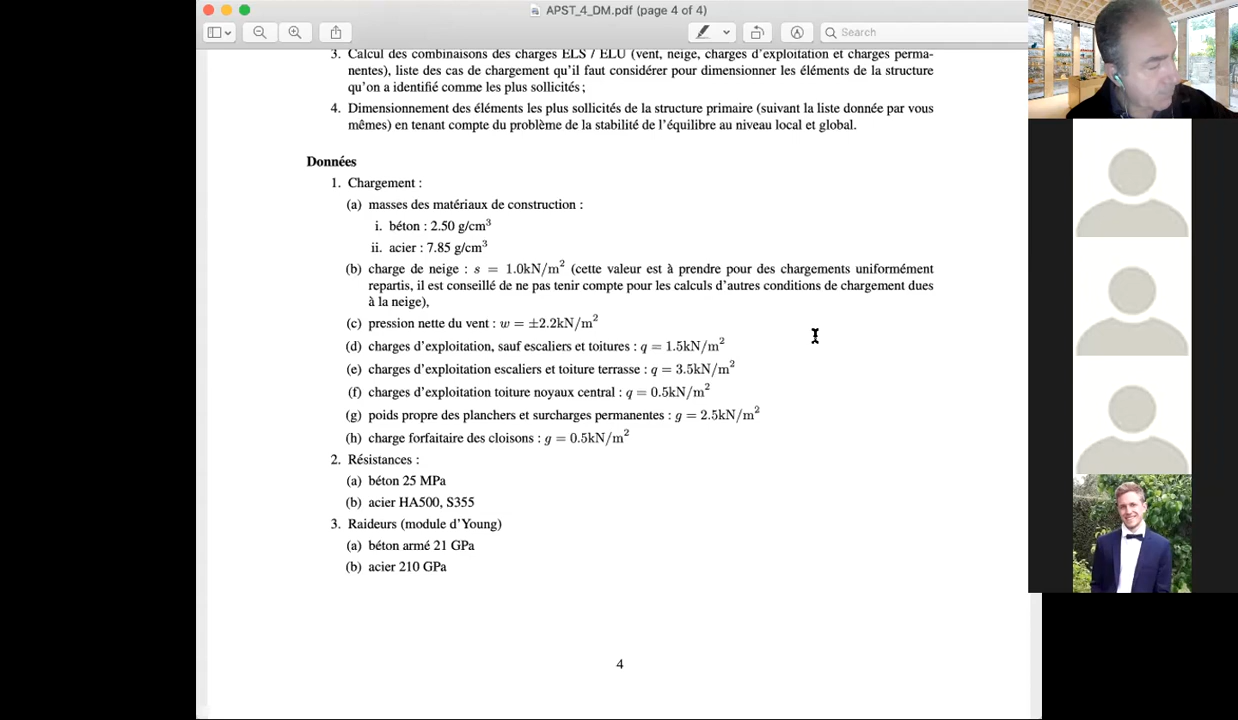 APST_4_DM.pdf (page 4 of 4)
Search
3. Calcul des combinaisons des charges ELS / ELU (vent, neige, charges d'exploitation et charges perma-
nentes), liste des cas de chargement qu'il faut considérer pour dimensionner les éléments de la structure
qu'on a identifié comme les plus sollicités ;
4. Dimensionnement des éléments les plus sollicités de la structure primaire (suivant la liste donnée par vous
mêmes) en tenant compte du problème de la stabilité de l'équilibre au niveau local et global.
Données
1. Chargement :
(a) masses des matériaux de construction :
i. béton : 2.50 g/cm³
ii. acier : 7.85 g/cm³
(b) charge de neige : s = 1.0kN/m² (cette valeur est à prendre pour des chargements uniformément
repartis, il est conseillé de ne pas tenir compte pour les calculs d'autres conditions de chargement dues
à la neige),
(c) pression nette du vent : w = ±2.2kN/m²
(d) charges d'exploitation, sauf escaliers et toitures : q = 1.5kN/m²
(e) charges d'exploitation escaliers et toiture terrasse : q = 3.5kN/m²
(f) charges d'exploitation toiture noyaux central : q = 0.5kN/m²
(g) poids propre des planchers et surcharges permanentes : g = 2.5kN/m²
(h) charge forfaitaire des cloisons : g = 0.5kN/m²
2. Résistances :
(a) béton 25 MPa
(b) acier HA500, S355
3. Raideurs (module d'Young)
(a) béton armé 21 GPa
(b) acier 210 GPa
4